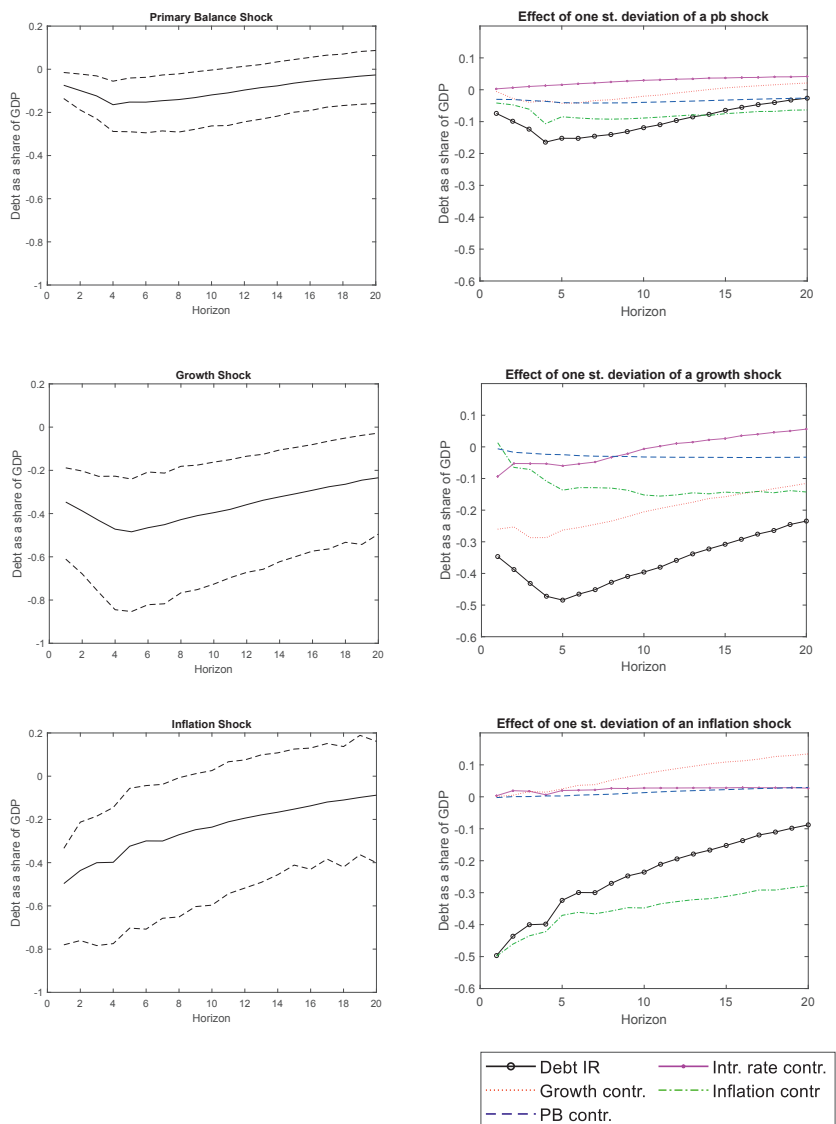 Primary Balance Shock
0.2
0
-0.2
-0.4
-0.6
-0.8
-1
Debt as a share of GDP
0 2 4 6 8 10 12 14 16 18 20
Horizon
Effect of one st. deviation of a pb shock
0.1
0
-0.1
-0.2
-0.3
-0.4
-0.5
-0.6
Debt as a share of GDP
0 5 10 15 20
Horizon
Growth Shock
0.2
0
-0.2
-0.4
-0.6
-0.8
-1
Debt as a share of GDP
0 2 4 6 8 10 12 14 16 18 20
Horizon
Effect of one st. deviation of a growth shock
0.1
0
-0.1
-0.2
-0.3
-0.4
-0.5
-0.6
Debt as a share of GDP
0 5 10 15 20
Horizon
Inflation Shock
0.2
0
-0.2
-0.4
-0.6
-0.8
-1
Debt as a share of GDP
0 2 4 6 8 10 12 14 16 18 20
Horizon
Effect of one st. deviation of an inflation shock
0.1
0
-0.1
-0.2
-0.3
-0.4
-0.5
-0.6
Debt as a share of GDP
0 5 10 15 20
Horizon
Debt IR Intr. rate contr.
Growth contr. Inflation contr
PB contr.